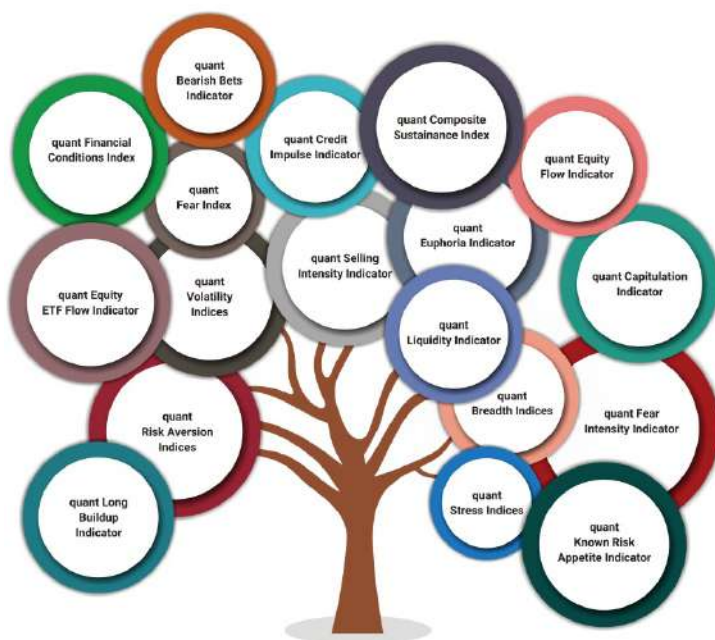 quant
Bearish Bets
Indicator
quant Financial
Conditions Index
quant Credit
Impulse Indicator
quant Composite
Sustainance Index
quant Equity
Flow Indicator
quant
Fear Index
quant
Euphoria Indicator
quant Selling
Intensity Indicator
quant Capitulation
Indicator
quant Equity
ETF Flow Indicator
quant
Volatility
Indices
quant
Liquidity Indicator
quant
Breadth Indices
quant Fear
Intensity Indicator
quant
Risk Aversion
Indices
quant Long
Buildup
Indicator
quant
Stress Indices
quant
Known Risk
Appetite Indicator